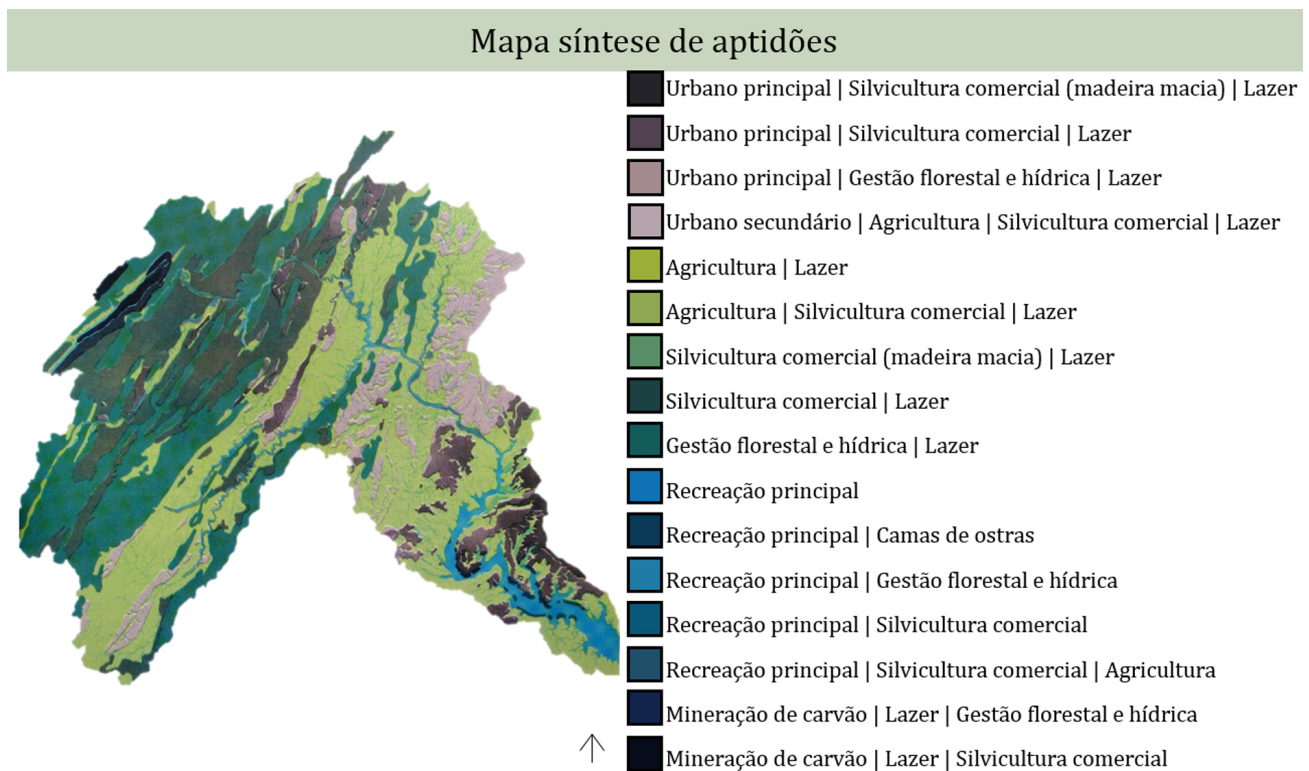 Mapa síntese de aptidões
Urbano principal | Silvicultura comercial (madeira macia) | Lazer
Urbano principal | Silvicultura comercial | Lazer
Urbano principal | Gestão florestal e hídrica | Lazer
Urbano secundário | Agricultura | Silvicultura comercial | Lazer
Agricultura | Lazer
Agricultura | Silvicultura comercial | Lazer
Silvicultura comercial (madeira macia) | Lazer
Silvicultura comercial | Lazer
Gestão florestal e hídrica | Lazer
Recreação principal
Recreação principal | Camas de ostras
Recreação principal | Gestão florestal e hídrica
Recreação principal | Silvicultura comercial
Recreação principal | Silvicultura comercial | Agricultura
Mineração de carvão | Lazer | Gestão florestal e hídrica
Mineração de carvão | Lazer | Silvicultura comercial